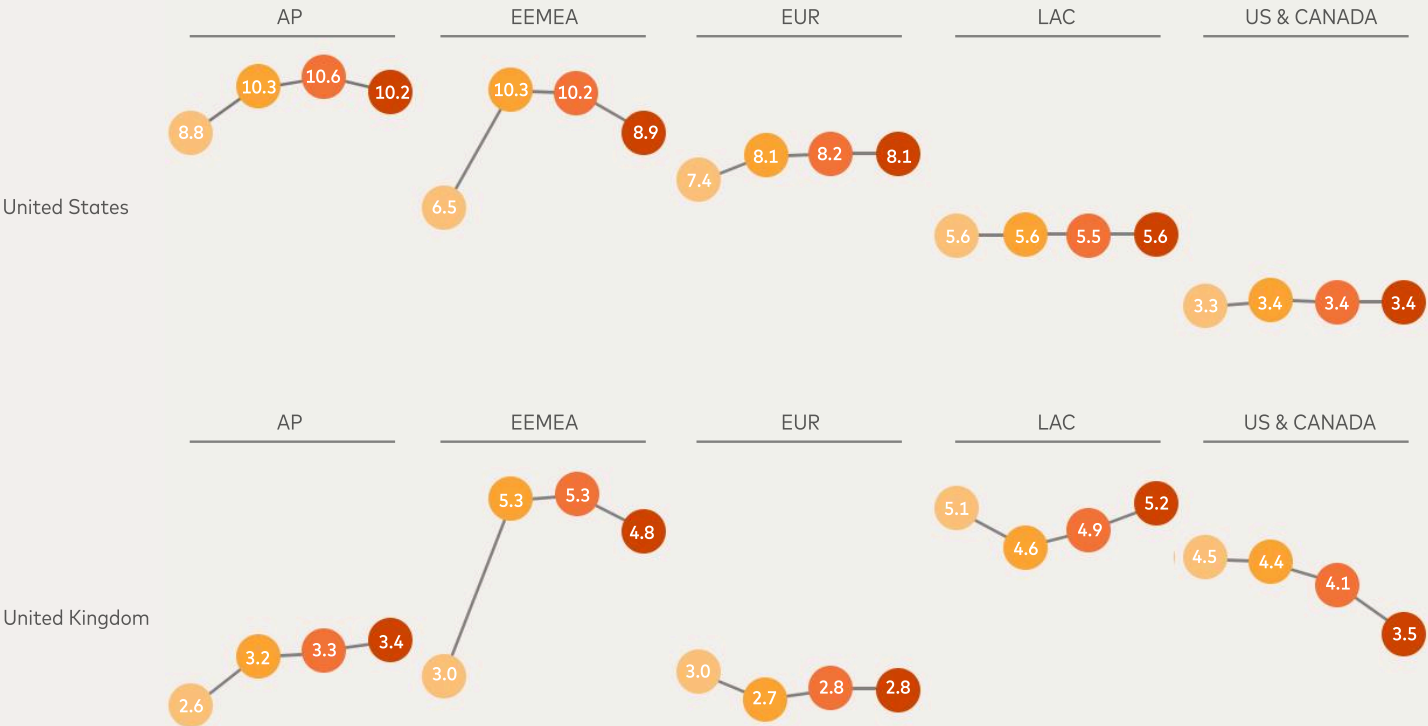 AP EEMEA EUR LAC US & CANADA
10.6
10.3 10.2 10.3 10.2
8.8 8.9
8.1 8.2 8.1
7.4
United States 6.5
5.6 5.6 5.5 5.6
3.3 3.4 3.4 3.4
AP EEMEA EUR LAC US & CANADA
5.3 5.3 5.1 5.2
4.8 4.6 4.9
4.5 4.4 4.1
United Kingdom
3.2 3.3 3.4 3.5
2.6 3.0 3.0 2.7 2.8 2.8